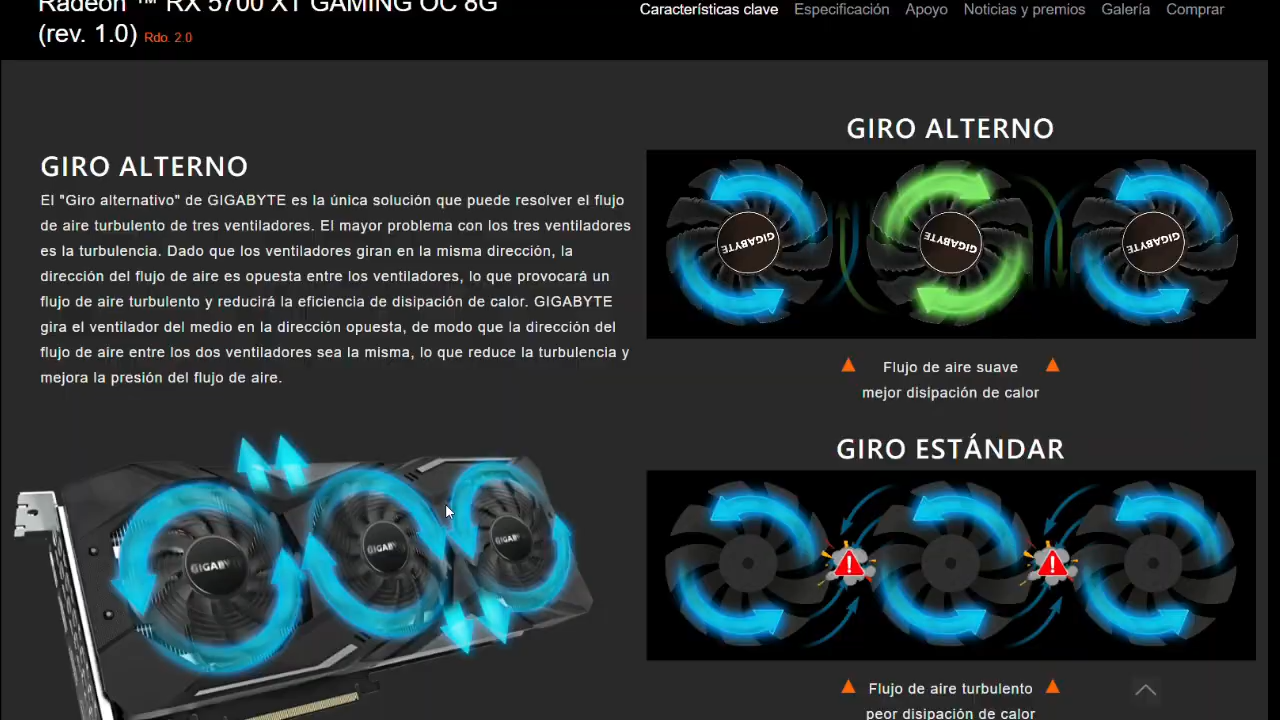 Radeon ™ RX 5700 XT GAMING OC 8G
(rev. 1.0) Rdo. 2.0
Características clave Especificación Apoyo Noticias y premios Galería Comprar
GIRO ALTERNO
El "Giro alternativo" de GIGABYTE es la única solución que puede resolver el flujo
de aire turbulento de tres ventiladores. El mayor problema con los tres ventiladores
es la turbulencia. Dado que los ventiladores giran en la misma dirección, la
dirección del flujo de aire es opuesta entre los ventiladores, lo que provocará un
flujo de aire turbulento y reducirá la eficiencia de disipación de calor. GIGABYTE
gira el ventilador del medio en la dirección opuesta, de modo que la dirección del
flujo de aire entre los dos ventiladores sea la misma, lo que reduce la turbulencia y
mejora la presión del flujo de aire.
GIGABY
GIGABY
GIGABY
GIRO ALTERNO
GIGABYTE
GIGABYTE
GIGABYTE
Flujo de aire suave
mejor disipación de calor
GIRO ESTÁNDAR
Flujo de aire turbulento
peor disipación de calor